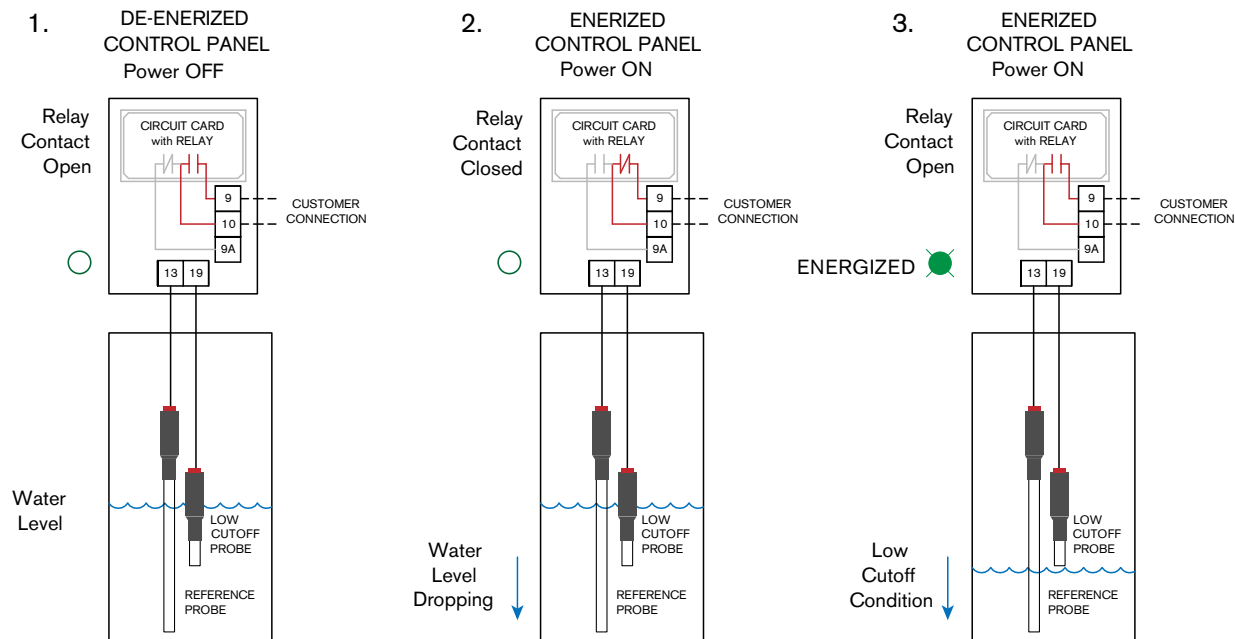 1.
DE-ENERIZED
CONTROL PANEL
Power OFF
Relay
Contact
Open
CIRCUIT CARD
with RELAY
9
10
9A
13 19
CUSTOMER
CONNECTION
Water
Level
LOW
CUTOFF
PROBE
REFERENCE
PROBE
2.
ENERIZED
CONTROL PANEL
Power ON
Relay
Contact
Closed
CIRCUIT CARD
with RELAY
9
10
9A
13 19
CUSTOMER
CONNECTION
Water
Level
Dropping
LOW
CUTOFF
PROBE
REFERENCE
PROBE
3.
ENERIZED
CONTROL PANEL
Power ON
Relay
Contact
Open
CIRCUIT CARD
with RELAY
9
10
9A
13 19
CUSTOMER
CONNECTION
ENERGIZED
Low
Cutoff
Condition
LOW
CUTOFF
PROBE
REFERENCE
PROBE